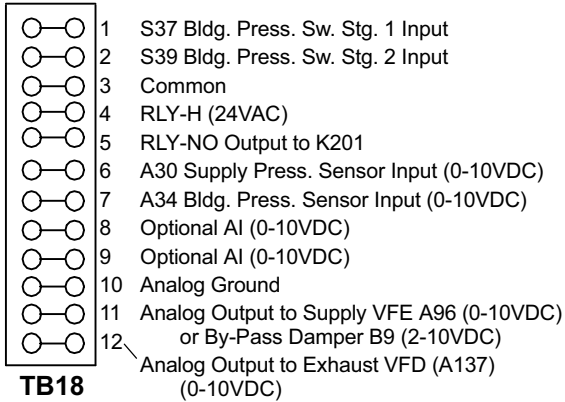 1 S37 Bldg. Press. Sw. Stg. 1 Input
2 S39 Bldg. Press. Sw. Stg. 2 Input
3 Common
4 RLY-H (24VAC)
5 RLY-NO Output to K201
6 A30 Supply Press. Sensor Input (0-10VDC)
7 A34 Bldg. Press. Sensor Input (0-10VDC)
8 Optional AI (0-10VDC)
9 Optional AI (0-10VDC)
10 Analog Ground
11 Analog Output to Supply VFE A96 (0-10VDC)
or By-Pass Damper B9 (2-10VDC)
12 Analog Output to Exhaust VFD (A137)
(0-10VDC)
TB18